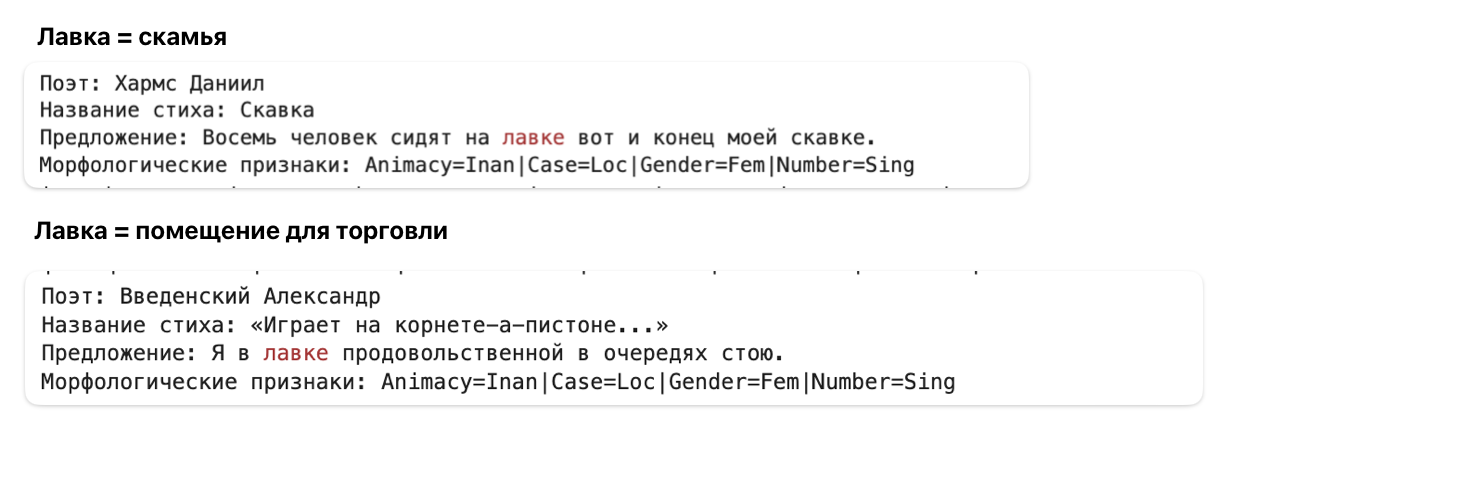 Лавка = скамья
Поэт: Хармс Даниил
Название стиха: Скавка
Предложение: Восемь человек сидят на лавке вот и конец моей скавке.
Морфологические признаки: Animacy=Inan|Case=Loc|Gender=Fem|Number=Sing
Лавка = помещение для торговли
Поэт: Введенский Александр
Название стиха: «Играет на корнете-а-пистоне...»
Предложение: Я в лавке продовольственной в очередях стою.
Морфологические признаки: Animacy=Inan|Case=Loc|Gender=Fem|Number=Sing